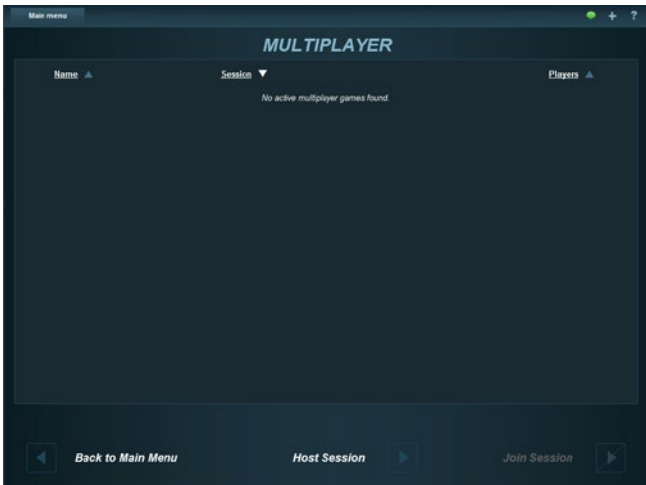 Main menu
+ ?
MULTIPLAYER
Name Session Players
No active multiplayer games found.
Back to Main Menu Host Session Join Session